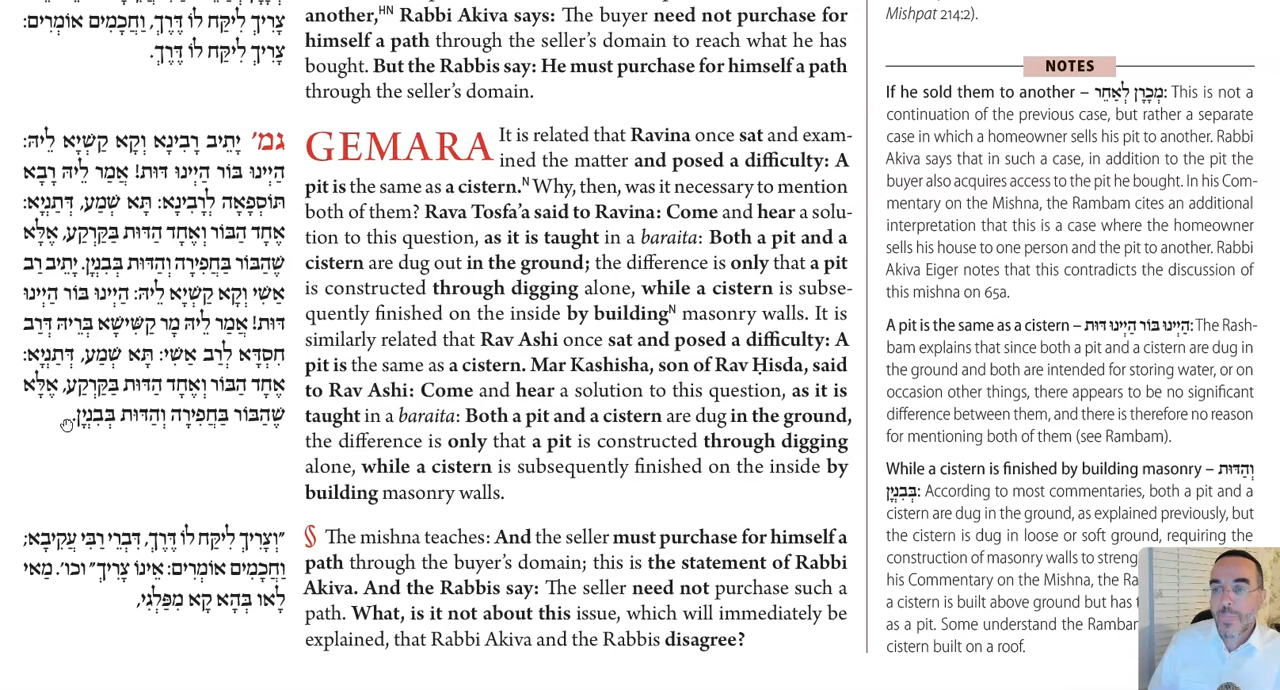 צָרִיךְ לִיקַּח לוֹ דֶּרֶךְ, וַחֲכָמִים אוֹמְרִים:
צָרִיךְ לִיקַּח לוֹ דֶּרֶךְ.
גמ׳ יָתֵיב רָבִינָא וְקָא קַשְׁיָא לֵיהּ:
הַיְינוּ בּוֹר הַיְינוּ דּוּת! אֲמַר לֵיהּ רָבָא
תּוֹסְפָאָה לְרָבִינָא: תָּא שְׁמַע, דְּתַנְיָא:
אֶחָד הַבּוֹר וְאֶחָד הַדּוּת בַּקַּרְקַע, אֶלָּא
שֶׁהַבּוֹר בַּחֲפִירָה וְהַדּוּת בְּבִנְיָן. יָתֵיב רַב
אַשִׁי וְקָא קַשְׁיָא לֵיהּ: הַיְינוּ בּוֹר הַיְינוּ
דּוּת! אֲמַר לֵיהּ מָר קַשִּׁישָׁא בְּרֵיהּ דְּרַב
חִסְדָּא לְרַב אַשִׁי: תָּא שְׁמַע, דְּתַנְיָא:
אֶחָד הַבּוֹר וְאֶחָד הַדּוּת בַּקַּרְקַע, אֶלָּא
שֶׁהַבּוֹר בַּחֲפִירָה וְהַדּוּת בְּבִנְיָן.
״וְצָרִיךְ לִיקַּח לוֹ דֶּרֶךְ, דִּבְרֵי רַבִּי עֲקִיבָא;
וַחֲכָמִים אוֹמְרִים: אֵינוֹ צָרִיךְ״ וכו׳. מַאי
לָאו בְּהָא קָא מִפַּלְגִי,
another,HN Rabbi Akiva says: The buyer need not purchase for
himself a path through the seller's domain to reach what he has
bought. But the Rabbis say: He must purchase for himself a path
through the seller's domain.
GEMARA It is related that Ravina once sat and exam-
ined the matter and posed a difficulty: A
pit is the same as a cistern.N Why, then, was it necessary to mention
both of them? Rava Tosfa'a said to Ravina: Come and hear a solu-
tion to this question, as it is taught in a baraita: Both a pit and a
cistern are dug out in the ground; the difference is only that a pit
is constructed through digging alone, while a cistern is subse-
quently finished on the inside by buildingN masonry walls. It is
similarly related that Rav Ashi once sat and posed a difficulty: A
pit is the same as a cistern. Mar Kashisha, son of Rav Ḥisda, said
to Rav Ashi: Come and hear a solution to this question, as it is
taught in a baraita: Both a pit and a cistern are dug in the ground,
the difference is only that a pit is constructed through digging
alone, while a cistern is subsequently finished on the inside by
building masonry walls.
§ The mishna teaches: And the seller must purchase for himself a
path through the buyer's domain; this is the statement of Rabbi
Akiva. And the Rabbis say: The seller need not purchase such a
path. What, is it not about this issue, which will immediately be
explained, that Rabbi Akiva and the Rabbis disagree?
Mishpat 214:2).
NOTES
If he sold them to another – מְכָרָן לְאַחֵר: This is not a
continuation of the previous case, but rather a separate
case in which a homeowner sells his pit to another. Rabbi
Akiva says that in such a case, in addition to the pit the
buyer also acquires access to the pit he bought. In his Com-
mentary on the Mishna, the Rambam cites an additional
interpretation that this is a case where the homeowner
sells his house to one person and the pit to another. Rabbi
Akiva Eiger notes that this contradicts the discussion of
this mishna on 65a.
A pit is the same as a cistern – הַיְינוּ בּוֹר הַיְינוּ דּוּת: The Rash-
bam explains that since both a pit and a cistern are dug in
the ground and both are intended for storing water, or on
occasion other things, there appears to be no significant
difference between them, and there is therefore no reason
for mentioning both of them (see Rambam).
While a cistern is finished by building masonry – וְהַדּוּת
בְּבִנְיָן: According to most commentaries, both a pit and a
cistern are dug in the ground, as explained previously, but
the cistern is dug in loose or soft ground, requiring the
construction of masonry walls to streng
his Commentary on the Mishna, the Ra
a cistern is built above ground but has
as a pit. Some understand the Rambar
cistern built on a roof.